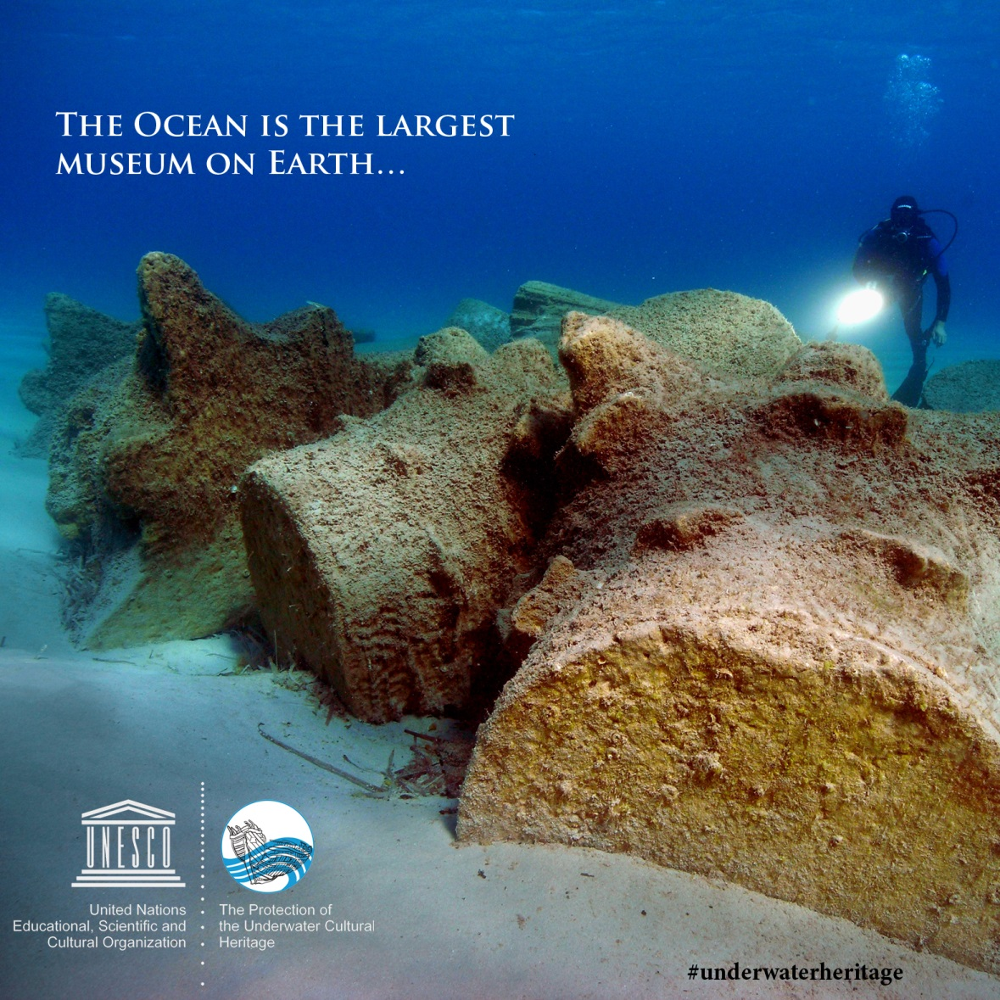 The Ocean is the largest
museum on Earth...
UNESCO
United Nations
Educational, Scientific and
Cultural Organization
The Protection of
the Underwater Cultural
Heritage
#underwaterheritage